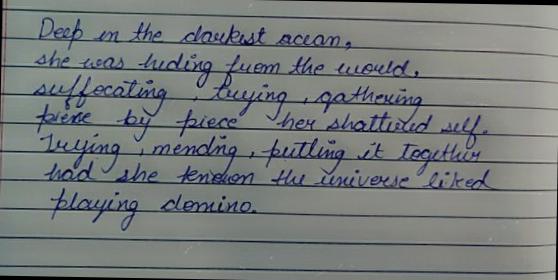 Deep in the darkest ocean,
she was hiding from the world.
suffocating, trying, gathering
piece by piece her shattered self.
Trying, mending, putting it together
had she the universe liked
playing domino.